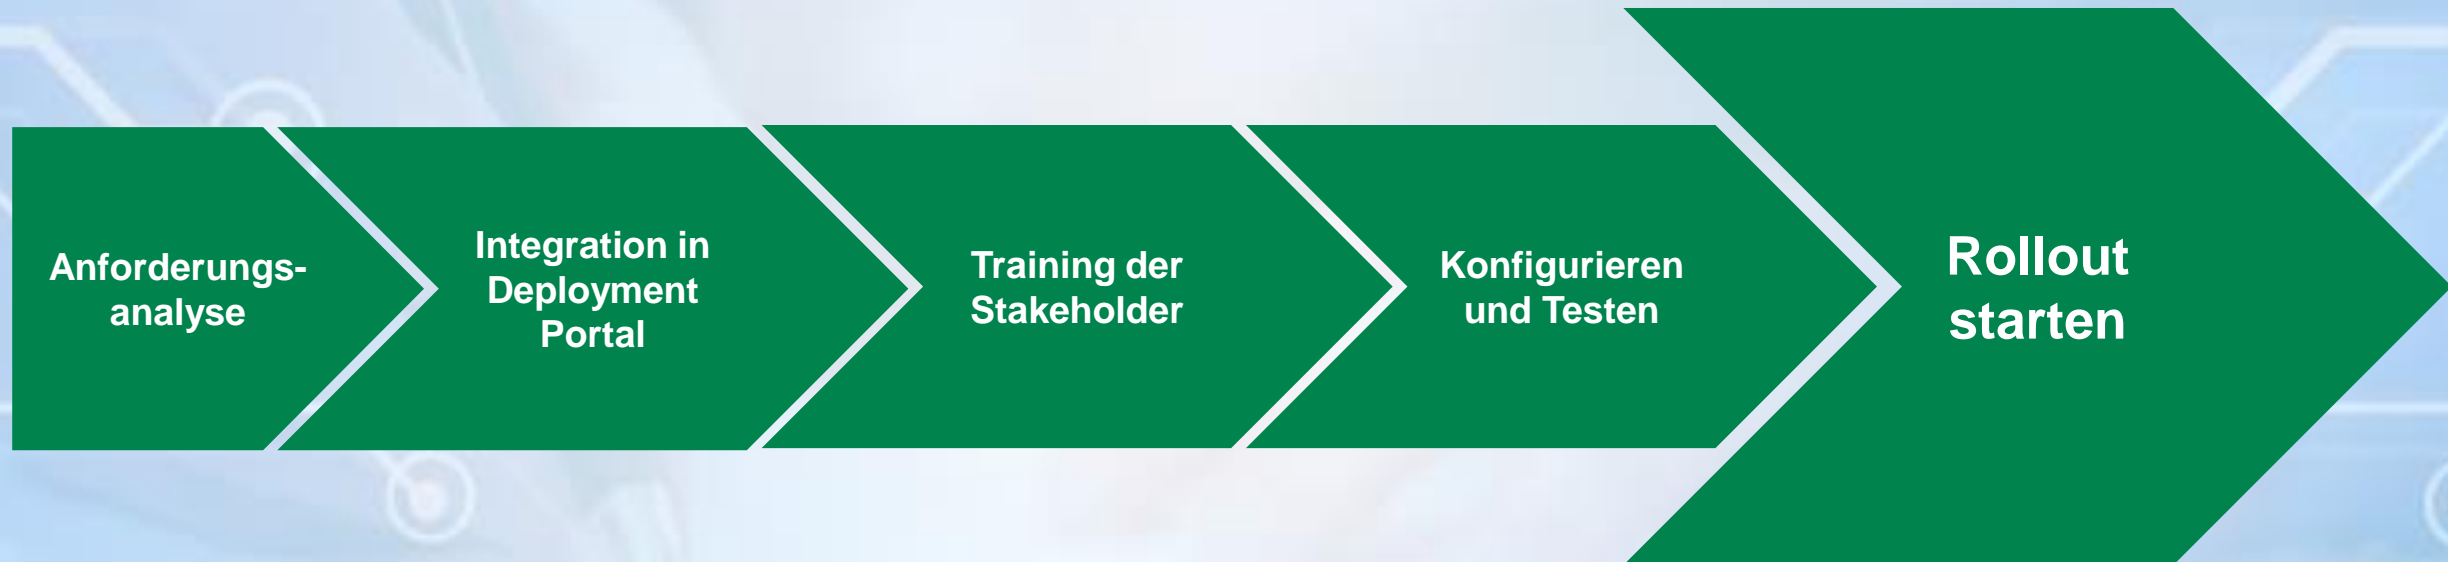 Anforderungs-
analyse
Integration in
Deployment
Portal
Training der
Stakeholder
Konfigurieren
und Testen
Rollout
starten